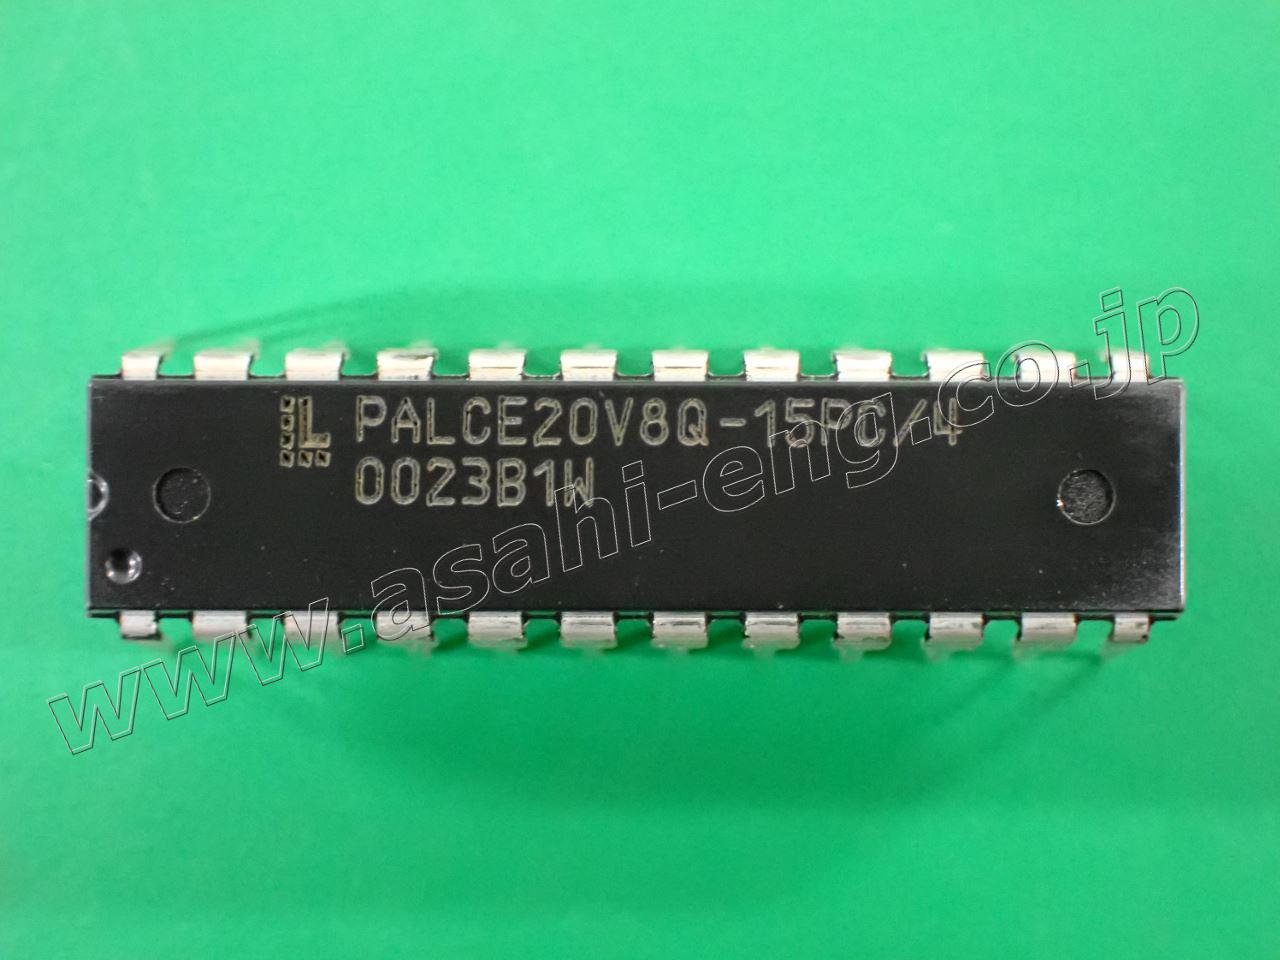 L PALCE20V8Q-15PC/4
0023B1W
www.asahi-eng.co.jp